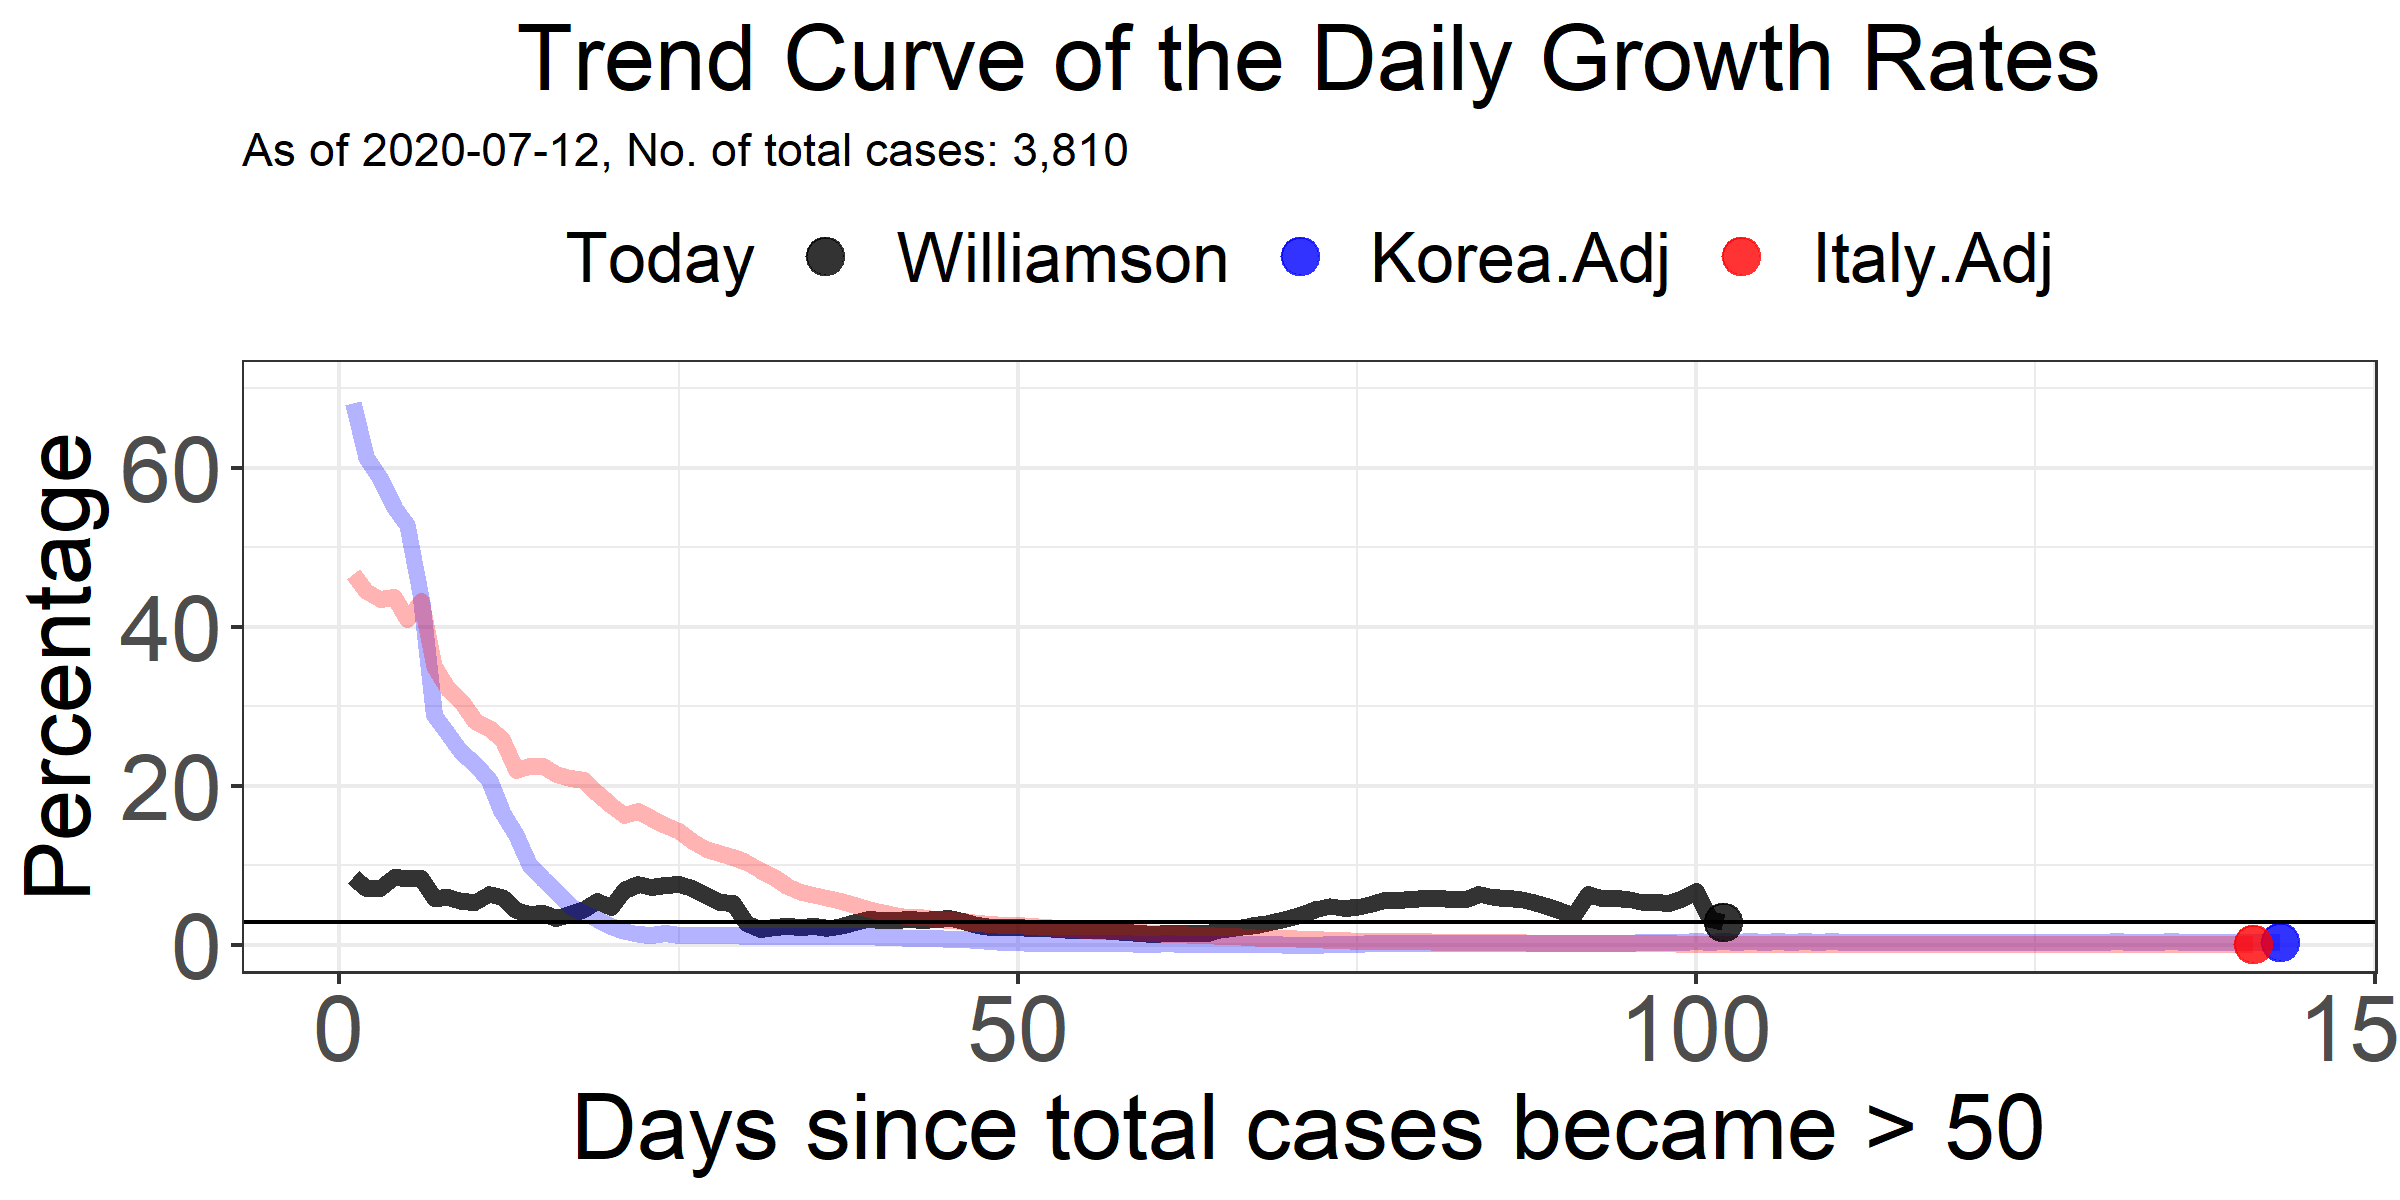 Trend Curve of the Daily Growth Rates
As of 2020-07-12, No. of total cases: 3,810
Today Williamson Korea.Adj Italy.Adj
Percentage
60
40
20
0
0 50 100 15
Days since total cases became > 50